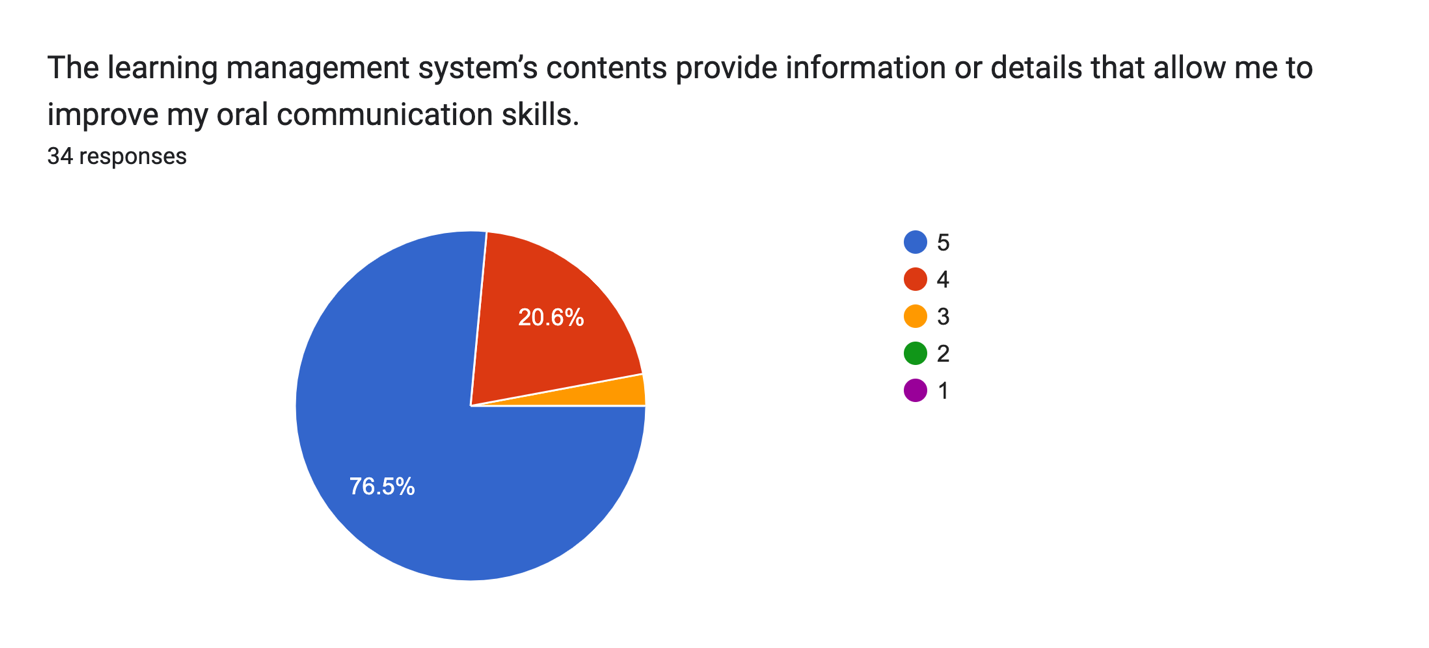 The learning management system’s contents provide information or details that allow me to
improve my oral communication skills.
34 responses
5
4
3
2
1
20.6%
76.5%